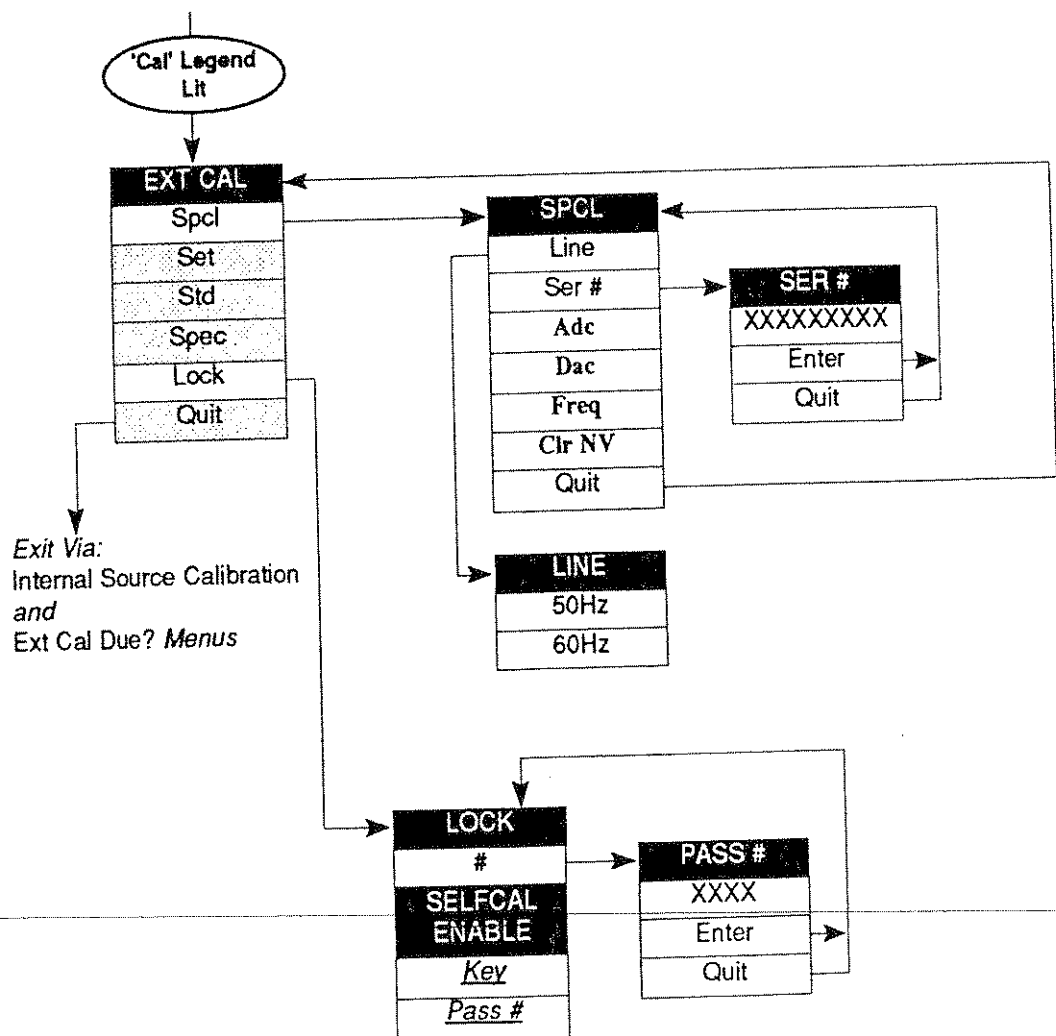 'Cal' Legend
Lit
EXT CAL
Spcl
Set
Std
Spec
Lock
Quit
Exit Via:
Internal Source Calibration
and
Ext Cal Due? Menus
SPCL
Line
Ser #
Adc
Dac
Freq
Clr NV
Quit
SER #
XXXXXXXXX
Enter
Quit
LINE
50Hz
60Hz
LOCK
#
SELFCAL
ENABLE
Key
Pass #
PASS #
XXXX
Enter
Quit